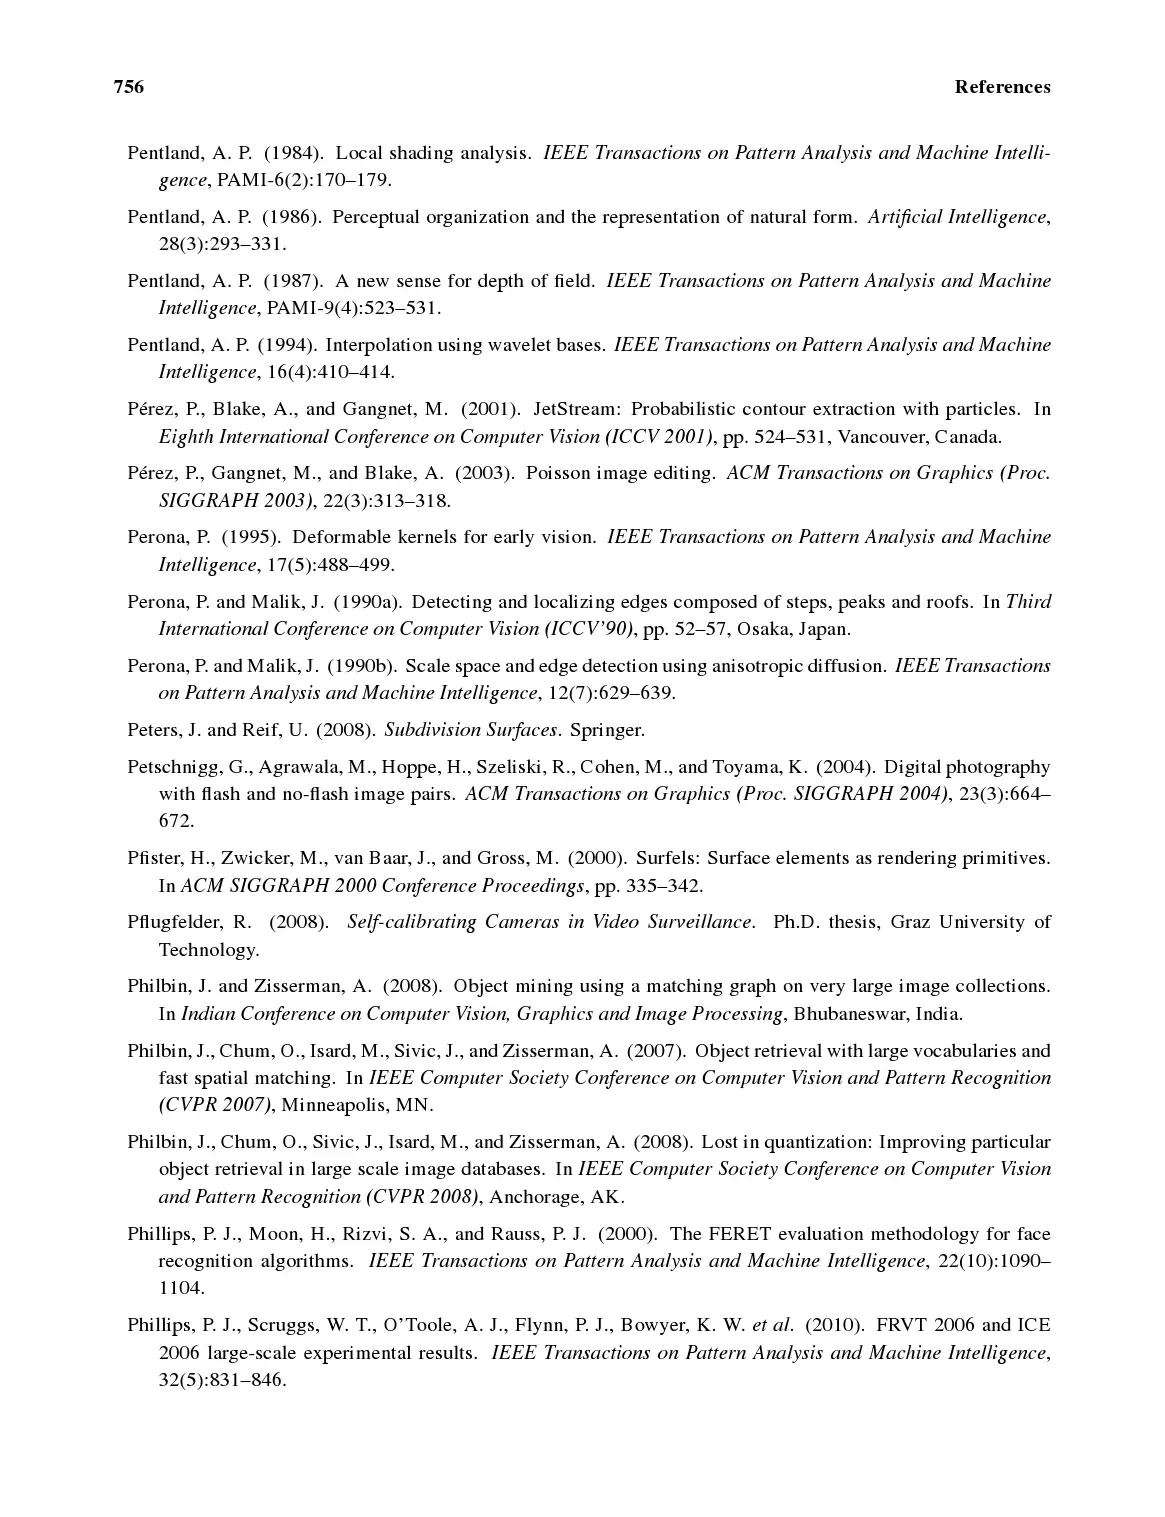 756 References
Pentland, A. P. (1984). Local shading analysis. IEEE Transactions on Pattern Analysis and Machine Intelli-
gence, PAMI-6(2):170–179.
Pentland, A. P. (1986). Perceptual organization and the representation of natural form. Artificial Intelligence,
28(3):293–331.
Pentland, A. P. (1987). A new sense for depth of field. IEEE Transactions on Pattern Analysis and Machine
Intelligence, PAMI-9(4):523–531.
Pentland, A. P. (1994). Interpolation using wavelet bases. IEEE Transactions on Pattern Analysis and Machine
Intelligence, 16(4):410–414.
Pérez, P., Blake, A., and Gangnet, M. (2001). JetStream: Probabilistic contour extraction with particles. In
Eighth International Conference on Computer Vision (ICCV 2001), pp. 524–531, Vancouver, Canada.
Pérez, P., Gangnet, M., and Blake, A. (2003). Poisson image editing. ACM Transactions on Graphics (Proc.
SIGGRAPH 2003), 22(3):313–318.
Perona, P. (1995). Deformable kernels for early vision. IEEE Transactions on Pattern Analysis and Machine
Intelligence, 17(5):488–499.
Perona, P. and Malik, J. (1990a). Detecting and localizing edges composed of steps, peaks and roofs. In Third
International Conference on Computer Vision (ICCV'90), pp. 52–57, Osaka, Japan.
Perona, P. and Malik, J. (1990b). Scale space and edge detection using anisotropic diffusion. IEEE Transactions
on Pattern Analysis and Machine Intelligence, 12(7):629–639.
Peters, J. and Reif, U. (2008). Subdivision Surfaces. Springer.
Petschnigg, G., Agrawala, M., Hoppe, H., Szeliski, R., Cohen, M., and Toyama, K. (2004). Digital photography
with flash and no-flash image pairs. ACM Transactions on Graphics (Proc. SIGGRAPH 2004), 23(3):664–
672.
Pfister, H., Zwicker, M., van Baar, J., and Gross, M. (2000). Surfels: Surface elements as rendering primitives.
In ACM SIGGRAPH 2000 Conference Proceedings, pp. 335–342.
Pflugfelder, R. (2008). Self-calibrating Cameras in Video Surveillance. Ph.D. thesis, Graz University of
Technology.
Philbin, J. and Zisserman, A. (2008). Object mining using a matching graph on very large image collections.
In Indian Conference on Computer Vision, Graphics and Image Processing, Bhubaneswar, India.
Philbin, J., Chum, O., Isard, M., Sivic, J., and Zisserman, A. (2007). Object retrieval with large vocabularies and
fast spatial matching. In IEEE Computer Society Conference on Computer Vision and Pattern Recognition
(CVPR 2007), Minneapolis, MN.
Philbin, J., Chum, O., Sivic, J., Isard, M., and Zisserman, A. (2008). Lost in quantization: Improving particular
object retrieval in large scale image databases. In IEEE Computer Society Conference on Computer Vision
and Pattern Recognition (CVPR 2008), Anchorage, AK.
Phillips, P. J., Moon, H., Rizvi, S. A., and Rauss, P. J. (2000). The FERET evaluation methodology for face
recognition algorithms. IEEE Transactions on Pattern Analysis and Machine Intelligence, 22(10):1090–
1104.
Phillips, P. J., Scruggs, W. T., O'Toole, A. J., Flynn, P. J., Bowyer, K. W. et al. (2010). FRVT 2006 and ICE
2006 large-scale experimental results. IEEE Transactions on Pattern Analysis and Machine Intelligence,
32(5):831–846.